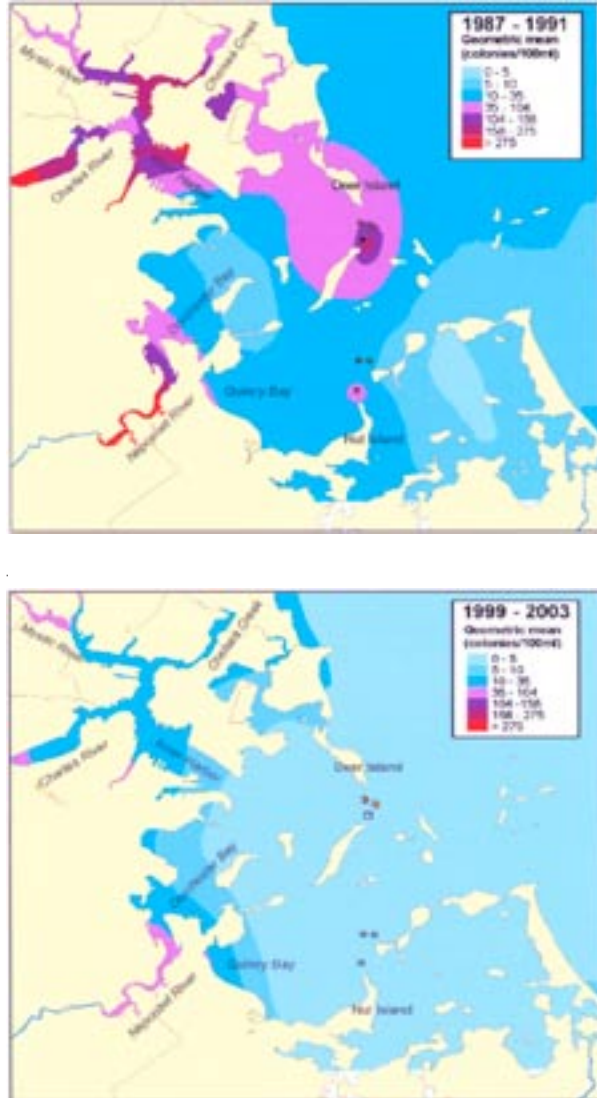 1987 - 1991
Geometric mean
(colonies/100ml)
0 - 5
5 - 10
10 - 35
35 - 104
104 - 158
158 - 275
> 275
Mystic River
Chelsea Creek
Charles River
Deer Island
Dorchester Bay
Quincy Bay
Neponset River
Nut Island
1999 - 2003
Geometric mean
(colonies/100ml)
0 - 5
5 - 10
10 - 35
35 - 104
104 - 158
158 - 275
> 275
Mystic River
Chelsea Creek
Charles River
Inner Harbor
Deer Island
Dorchester Bay
Quincy Bay
Neponset River
Nut Island